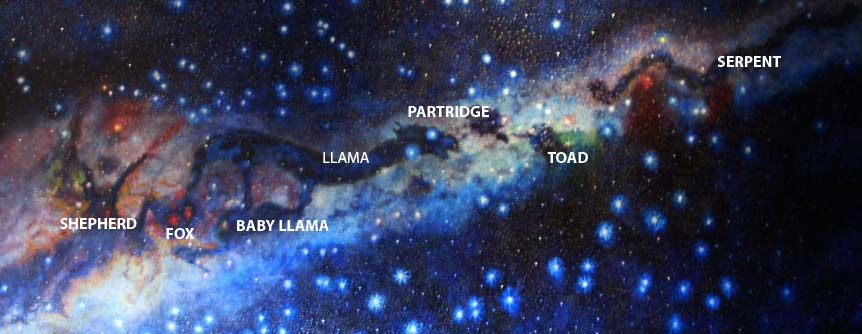 SERPENT
PARTRIDGE
LLAMA
TOAD
SHEPHERD
FOX
BABY LLAMA